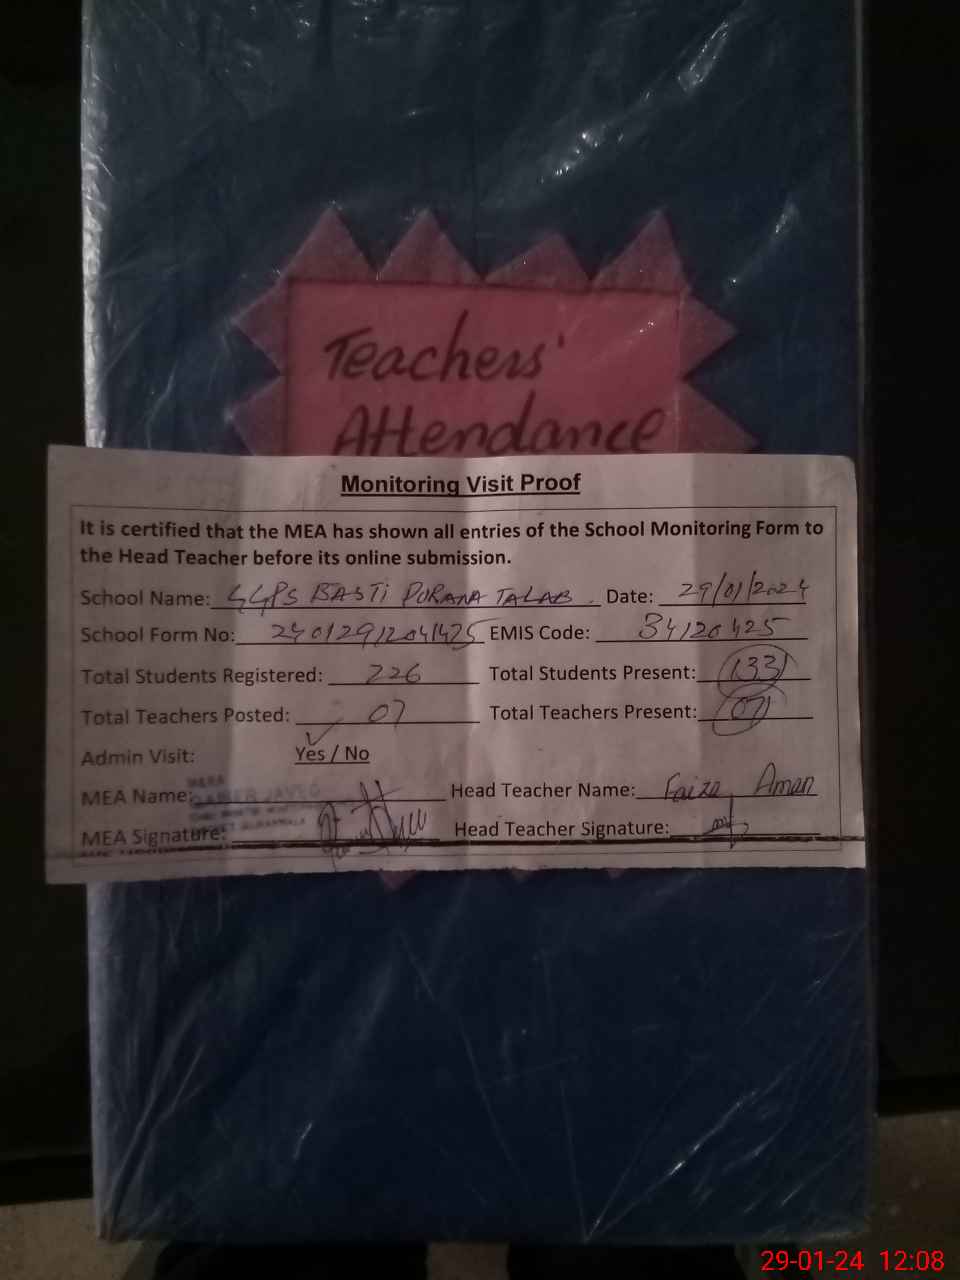 Teachers'
Attendance
Monitoring Visit Proof
It is certified that the MEA has shown all entries of the School Monitoring Form to
the Head Teacher before its online submission.
School Name: GGPS BASTI PURANA TALAB Date: 29/01/2024
School Form No: EMIS Code: 34120425
Total Students Registered: 226 Total Students Present: 133
Total Teachers Posted: 07 Total Teachers Present: 07
Admin Visit: Yes / No
MEA Name: JAVED Head Teacher Name: Faiza Aman
MEA Signature: Head Teacher Signature:
29-01-24 12:08